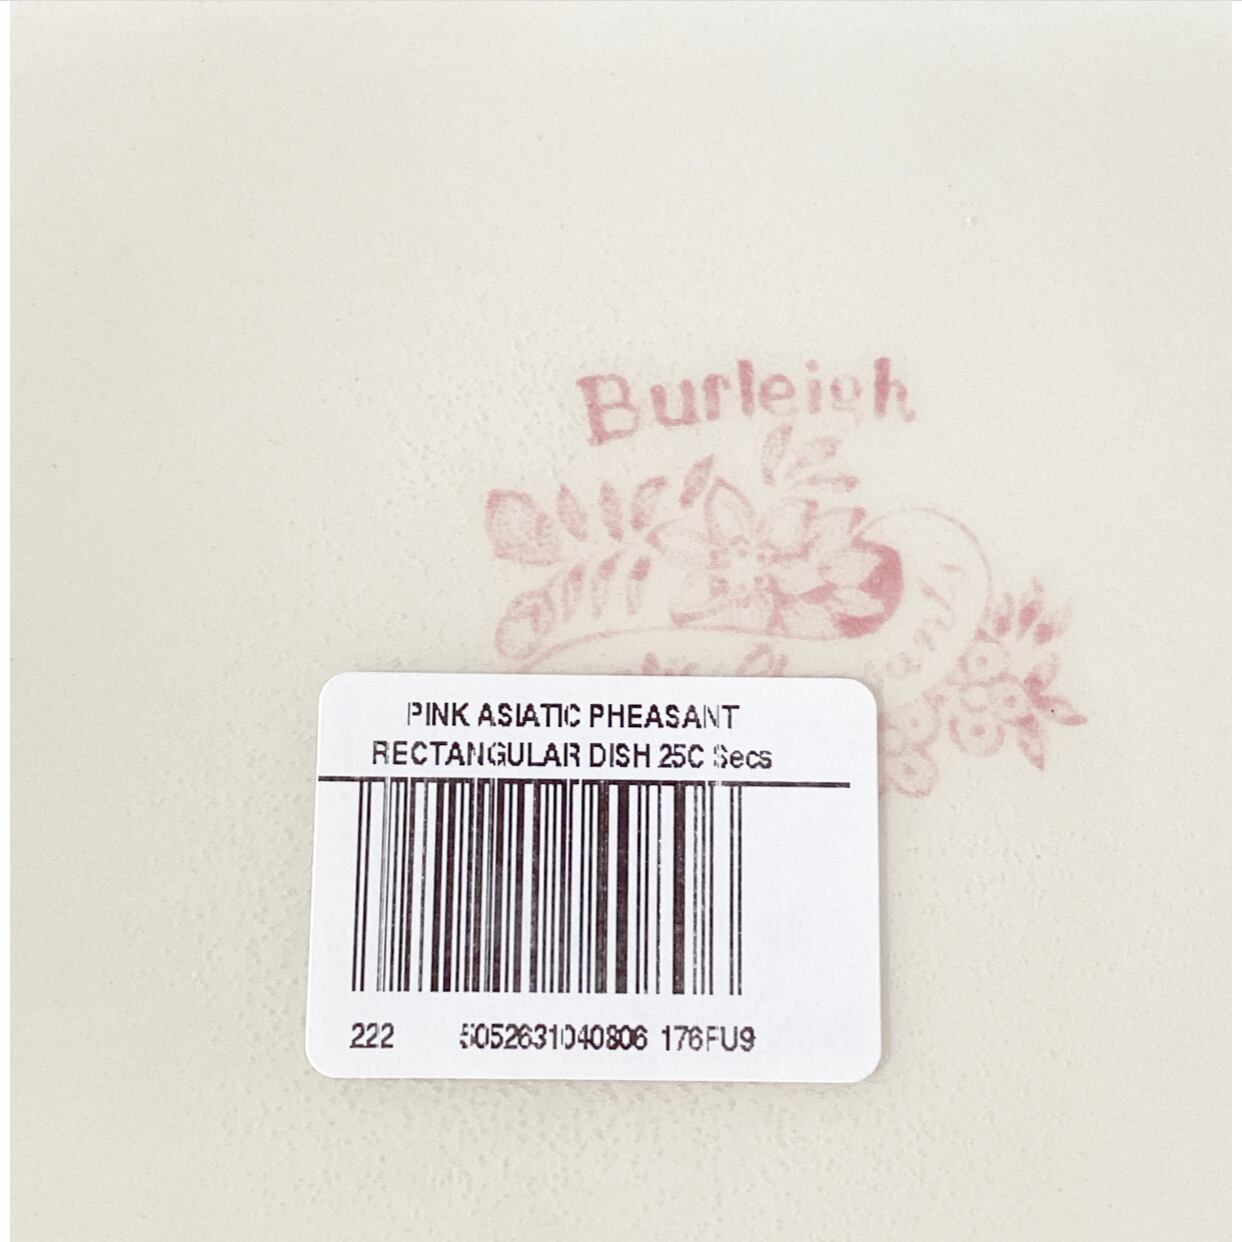 Burleigh
PINK ASIATIC PHEASANT
RECTANGULAR DISH 25C Secs
222 5052631040806 176FU9